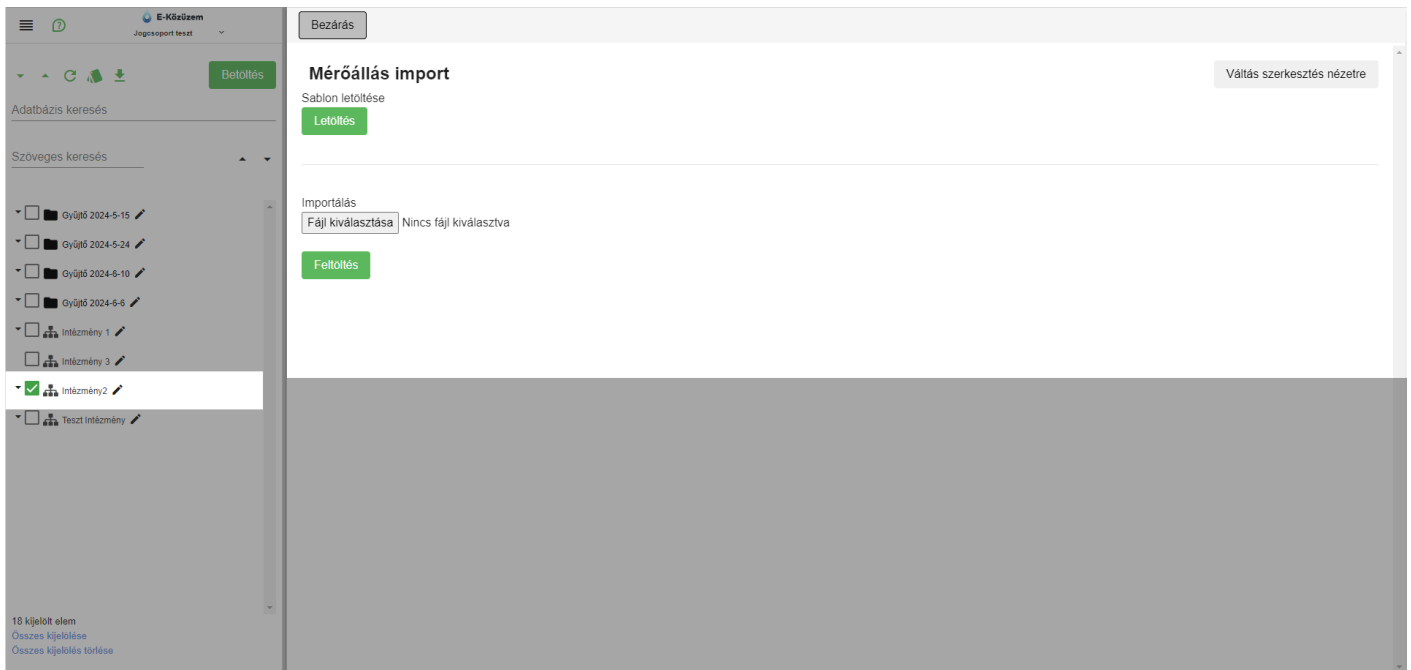 E-Közüzem
Jogcsoport teszt
Betöltés
Adatbázis keresés
Szöveges keresés
Gyűjtő 2024-5-15
Gyűjtő 2024-5-24
Gyűjtő 2024-6-10
Gyűjtő 2024-6-6
Intézmény 1
Intézmény 3
Intézmény2
Teszt Intézmény
18 kijelölt elem
Összes kijelölése
Összes kijelölés törlése
Bezárás
Mérőállás import
Váltás szerkesztés nézetre
Sablon letöltése
Letöltés
Importálás
Fájl kiválasztása Nincs fájl kiválasztva
Feltöltés